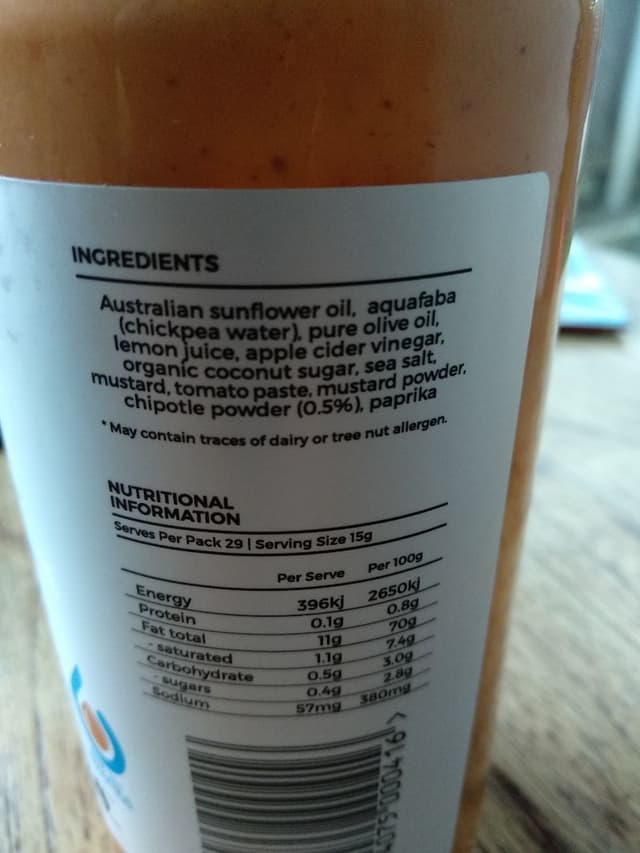 INGREDIENTS
Australian sunflower oil, aquafaba
(chickpea water), pure olive oil,
lemon juice, apple cider vinegar,
organic coconut sugar, sea salt,
mustard, tomato paste, mustard powder,
chipotle powder (0.5%), paprika
* May contain traces of dairy or tree nut allergen.
NUTRITIONAL
INFORMATION
Serves Per Pack 29 | Serving Size 15g
Per Serve Per 100g
Energy 396kj 2650kj
Protein 0.1g 0.8g
Fat total 11g 70g
- saturated 1.1g 7.4g
Carbohydrate 0.5g 3.0g
- sugars 0.4g 2.8g
Sodium 57mg 380mg